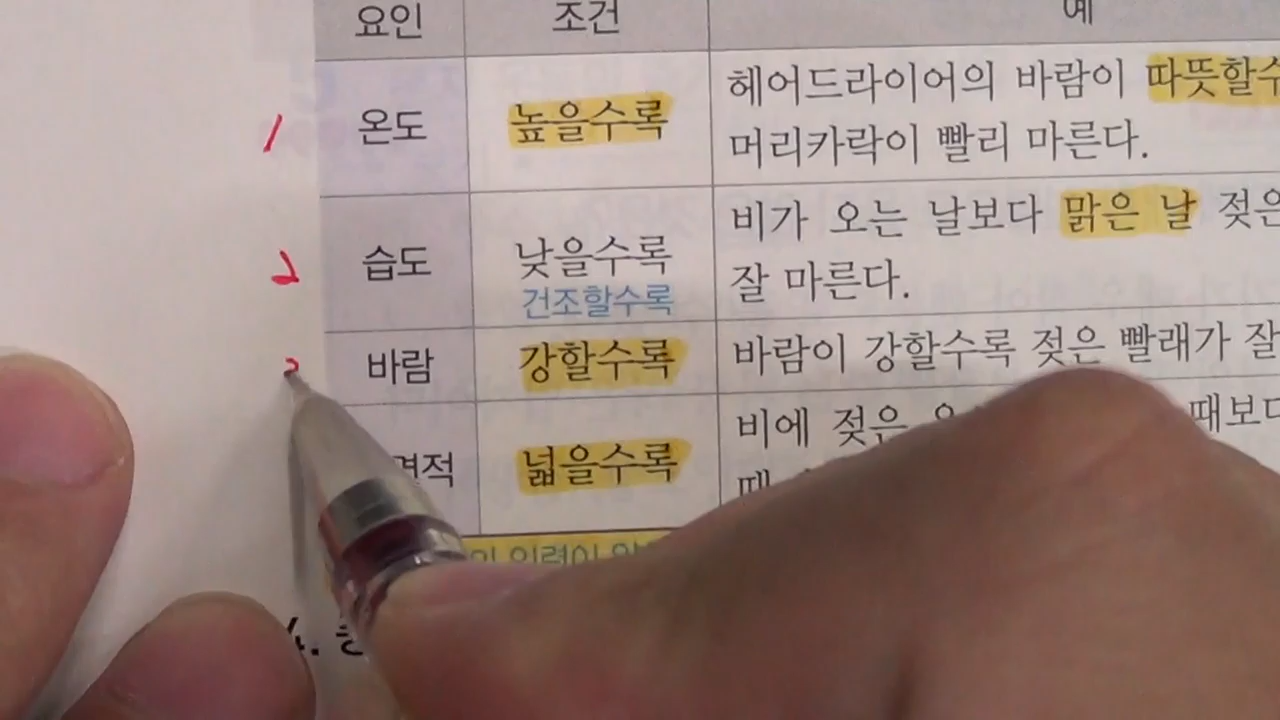 요인 조건 예
1 온도 높을수록 헤어드라이어의 바람이
머리카락이 빨리 마른다.
2 습도 낮을수록 비가 오는 날보다 맑은 날 젖은
건조할수록 잘 마른다.
바람 강할수록 바람이 강할수록 젖은 빨래가 잘
넓을수록 비에 젖은 때보다
때